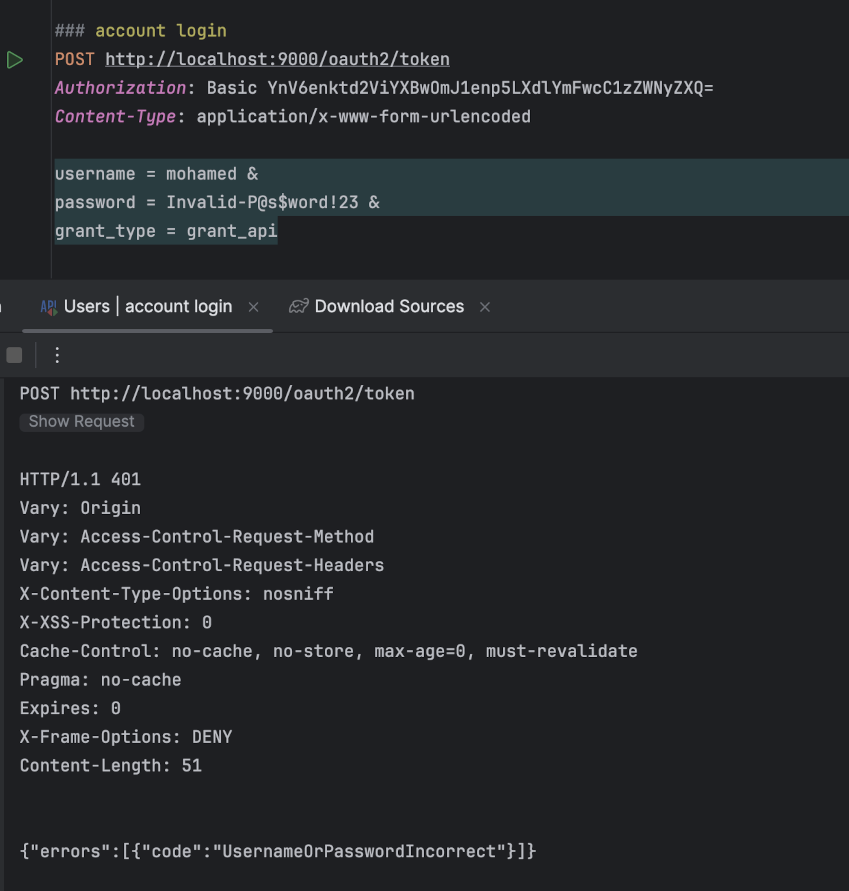 ### account login
POST http://localhost:9000/oauth2/token
Authorization: Basic YnV6enktd2ViYXBwOmJ1enp5LXdlYmFwcC1zZWNyZXQ=
Content-Type: application/x-www-form-urlencoded
username = mohamed &
password = Invalid-P@s$word!23 &
grant_type = grant_api
API Users | account login
Download Sources
POST http://localhost:9000/oauth2/token
Show Request
HTTP/1.1 401
Vary: Origin
Vary: Access-Control-Request-Method
Vary: Access-Control-Request-Headers
X-Content-Type-Options: nosniff
X-XSS-Protection: 0
Cache-Control: no-cache, no-store, max-age=0, must-revalidate
Pragma: no-cache
Expires: 0
X-Frame-Options: DENY
Content-Length: 51
{"errors":[{"code":"UsernameOrPasswordIncorrect"}]}